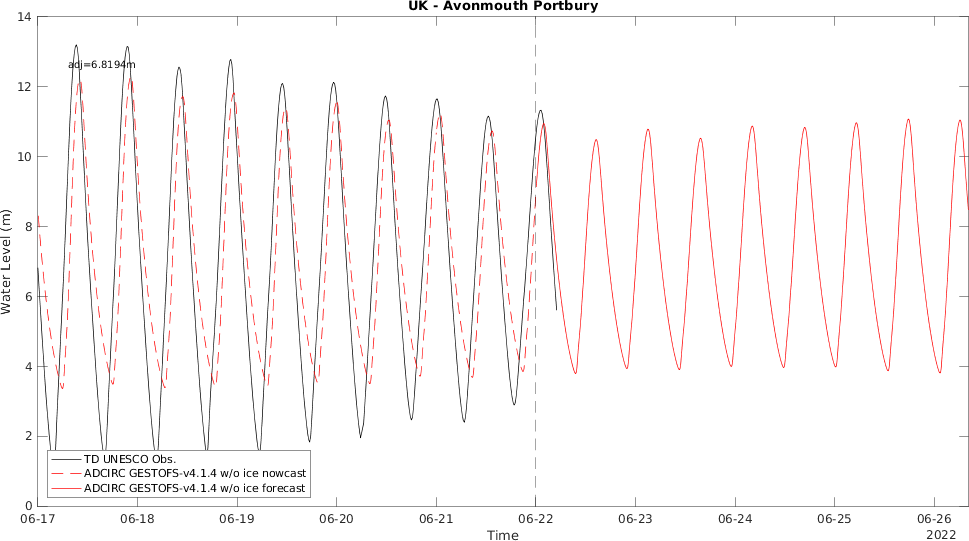 UK - Avonmouth Portbury
14
12
10
8
6
4
2
0
Water Level (m)
adj=6.8194m
TD UNESCO Obs.
ADCIRC GESTOFS-v4.1.4 w/o ice nowcast
ADCIRC GESTOFS-v4.1.4 w/o ice forecast
06-17 06-18 06-19 06-20 06-21 06-22 06-23 06-24 06-25 06-26
Time
2022